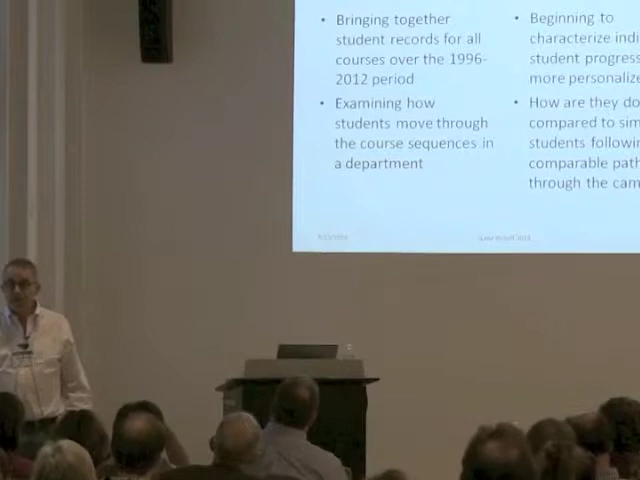 Bringing together
student records for all
courses over the 1996-
2012 period
Examining how
students move through
the course sequences in
a department
Beginning to
characterize indi
student progress
more personalize
How are they do
compared to sim
students followin
comparable path
through the cam